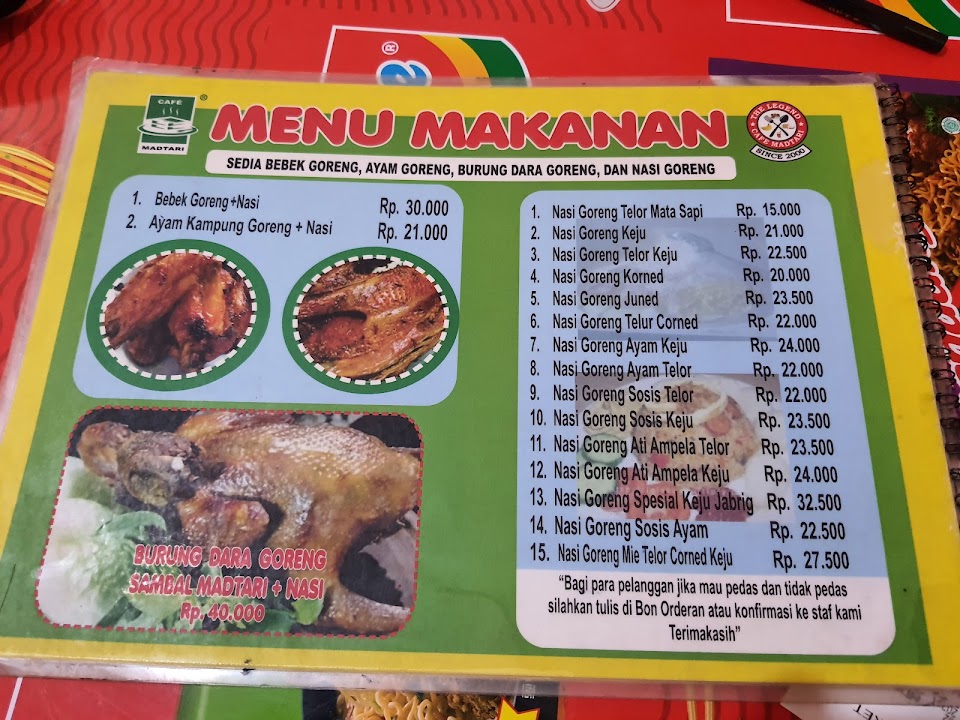 CAFÉ
MADTARI
®
MENU MAKANAN
THE LEGEND
CAFE MADTARI
SINCE 2000
SEDIA BEBEK GORENG, AYAM GORENG, BURUNG DARA GORENG, DAN NASI GORENG
1. Bebek Goreng+Nasi Rp. 30.000
2. Ayam Kampung Goreng + Nasi Rp. 21.000
BURUNG DARA GORENG
SAMBAL MADTARI + NASI
Rp. 40.000
1. Nasi Goreng Telor Mata Sapi Rp. 15.000
2. Nasi Goreng Keju Rp. 21.000
3. Nasi Goreng Telor Keju Rp. 22.500
4. Nasi Goreng Korned Rp. 20.000
5. Nasi Goreng Juned Rp. 23.500
6. Nasi Goreng Telur Corned Rp. 22.000
7. Nasi Goreng Ayam Keju Rp. 24.000
8. Nasi Goreng Ayam Telor Rp. 22.000
9. Nasi Goreng Sosis Telor Rp. 22.000
10. Nasi Goreng Sosis Keju Rp. 23.500
11. Nasi Goreng Ati Ampela Telor Rp. 23.500
12. Nasi Goreng Ati Ampela Keju Rp. 24.000
13. Nasi Goreng Spesial Keju Jabrig Rp. 32.500
14. Nasi Goreng Sosis Ayam Rp. 22.500
15. Nasi Goreng Mie Telor Corned Keju Rp. 27.500
“Bagi para pelanggan jika mau pedas dan tidak pedas
silahkan tulis di Bon Orderan atau konfirmasi ke staf kami
Terimakasih”